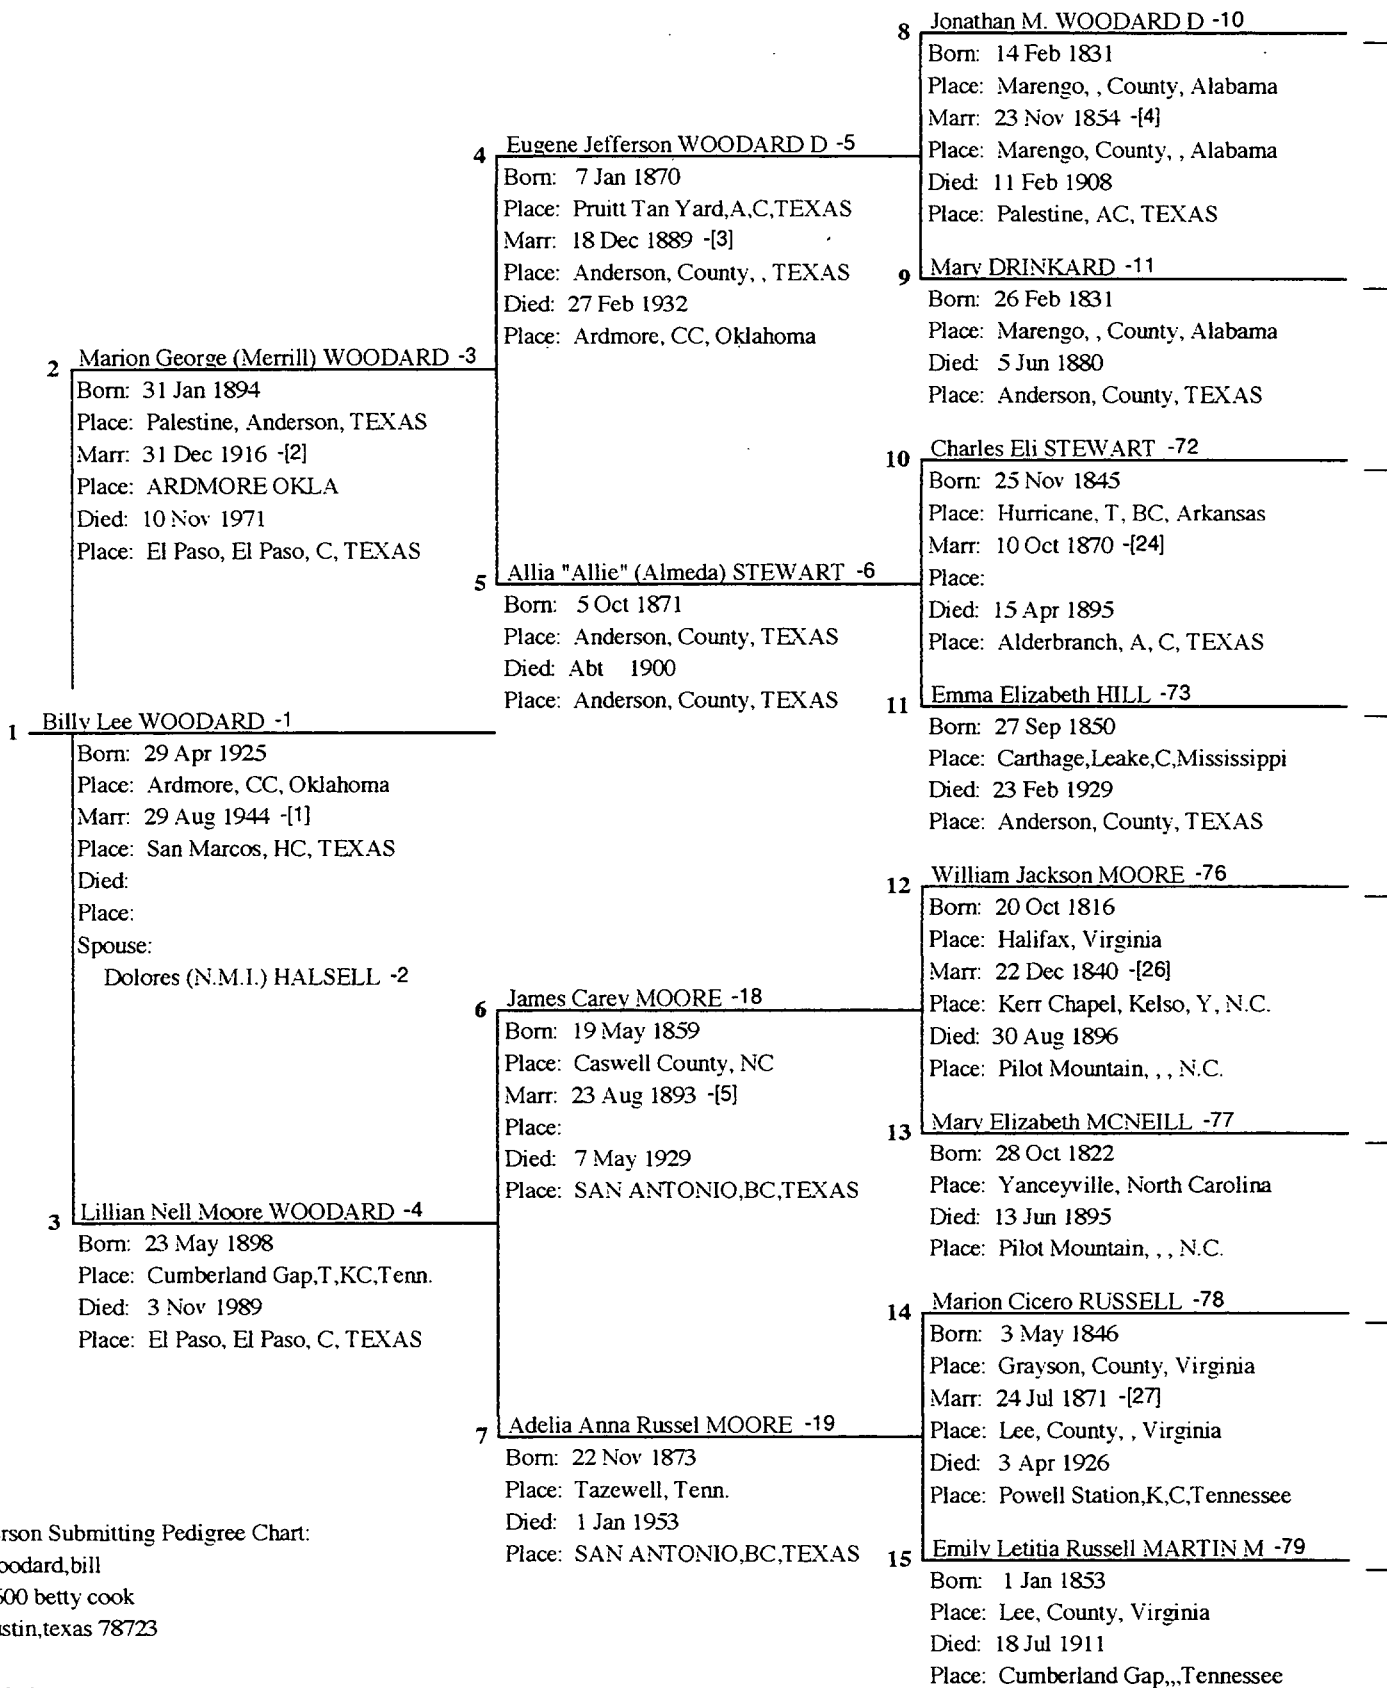 8 Jonathan M. WOODARD D -10
Born: 14 Feb 1831
Place: Marengo, , County, Alabama
Marr: 23 Nov 1854 -[4]
Place: Marengo, County, , Alabama
Died: 11 Feb 1908
Place: Palestine, AC, TEXAS
4 Eugene Jefferson WOODARD D -5
Born: 7 Jan 1870
Place: Pruitt Tan Yard,A,C,TEXAS
Marr: 18 Dec 1889 -[3]
Place: Anderson, County, , TEXAS
Died: 27 Feb 1932
Place: Ardmore, CC, Oklahoma
9 Mary DRINKARD -11
Born: 26 Feb 1831
Place: Marengo, , County, Alabama
Died: 5 Jun 1880
Place: Anderson, County, TEXAS
2 Marion George (Merrill) WOODARD -3
Born: 31 Jan 1894
Place: Palestine, Anderson, TEXAS
Marr: 31 Dec 1916 -[2]
Place: ARDMORE OKLA
Died: 10 Nov 1971
Place: El Paso, El Paso, C, TEXAS
10 Charles Eli STEWART -72
Born: 25 Nov 1845
Place: Hurricane, T, BC, Arkansas
Marr: 10 Oct 1870 -[24]
Place:
Died: 15 Apr 1895
Place: Alderbranch, A, C, TEXAS
5 Allia "Allie" (Almeda) STEWART -6
Born: 5 Oct 1871
Place: Anderson, County, TEXAS
Died: Abt 1900
Place: Anderson, County, TEXAS
11 Emma Elizabeth HILL -73
Born: 27 Sep 1850
Place: Carthage,Leake,C,Mississippi
Died: 23 Feb 1929
Place: Anderson, County, TEXAS
1 Billy Lee WOODARD -1
Born: 29 Apr 1925
Place: Ardmore, CC, Oklahoma
Marr: 29 Aug 1944 -[1]
Place: San Marcos, HC, TEXAS
Died:
Place:
Spouse:
Dolores (N.M.I.) HALSELL -2
12 William Jackson MOORE -76
Born: 20 Oct 1816
Place: Halifax, Virginia
Marr: 22 Dec 1840 -[26]
Place: Kerr Chapel, Kelso, Y, N.C.
Died: 30 Aug 1896
Place: Pilot Mountain, , , N.C.
6 James Carey MOORE -18
Born: 19 May 1859
Place: Caswell County, NC
Marr: 23 Aug 1893 -[5]
Place:
Died: 7 May 1929
Place: SAN ANTONIO,BC,TEXAS
13 Mary Elizabeth MCNEILL -77
Born: 28 Oct 1822
Place: Yanceyville, North Carolina
Died: 13 Jun 1895
Place: Pilot Mountain, , , N.C.
3 Lillian Nell Moore WOODARD -4
Born: 23 May 1898
Place: Cumberland Gap,T,KC,Tenn.
Died: 3 Nov 1989
Place: El Paso, El Paso, C, TEXAS
14 Marion Cicero RUSSELL -78
Born: 3 May 1846
Place: Grayson, County, Virginia
Marr: 24 Jul 1871 -[27]
Place: Lee, County, , Virginia
Died: 3 Apr 1926
Place: Powell Station,K,C,Tennessee
7 Adelia Anna Russel MOORE -19
Born: 22 Nov 1873
Place: Tazewell, Tenn.
Died: 1 Jan 1953
Place: SAN ANTONIO,BC,TEXAS
15 Emily Letitia Russell MARTIN M -79
Born: 1 Jan 1853
Place: Lee, County, Virginia
Died: 18 Jul 1911
Place: Cumberland Gap,,,Tennessee
rson Submitting Pedigree Chart:
oodard,bill
500 betty cook
ustin,texas 78723